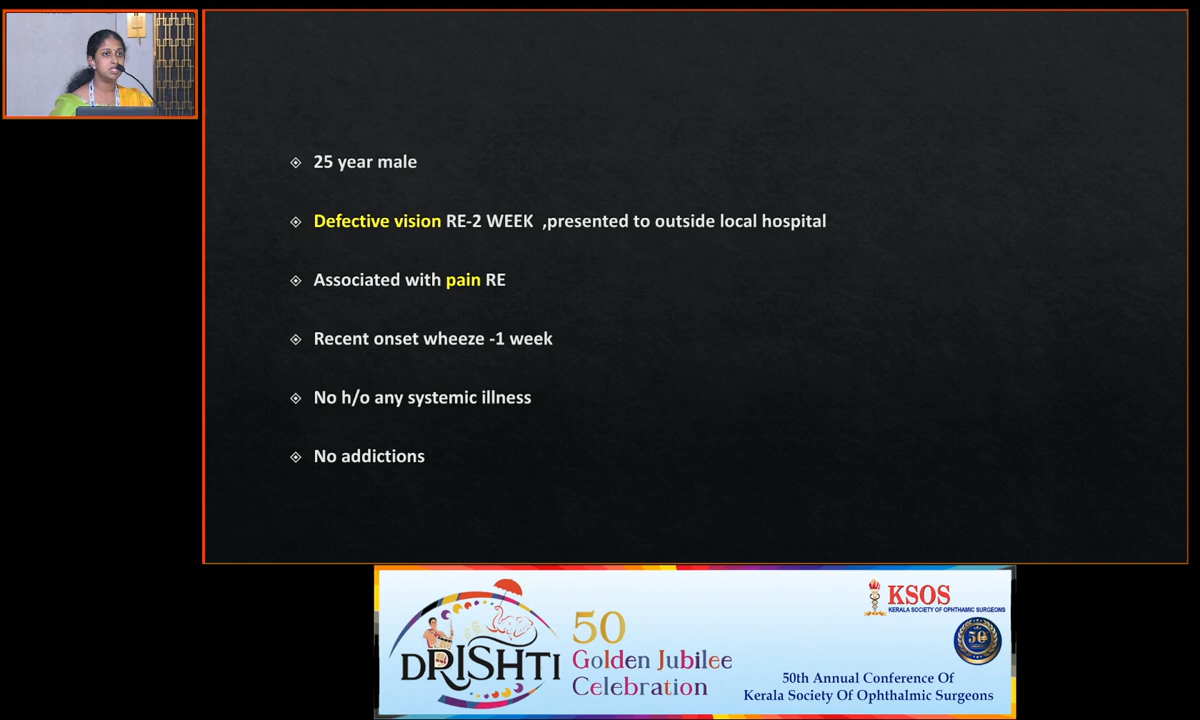 25 year male
Defective vision RE-2 WEEK ,presented to outside local hospital
Associated with pain RE
Recent onset wheeze -1 week
No h/o any systemic illness
No addictions
DRISHTI
50
Golden Jubilee
Celebration
KSOS
KERALA SOCIETY OF OPHTHAMIC SURGEONS
50
50th Annual Conference Of
Kerala Society Of Ophthalmic Surgeons